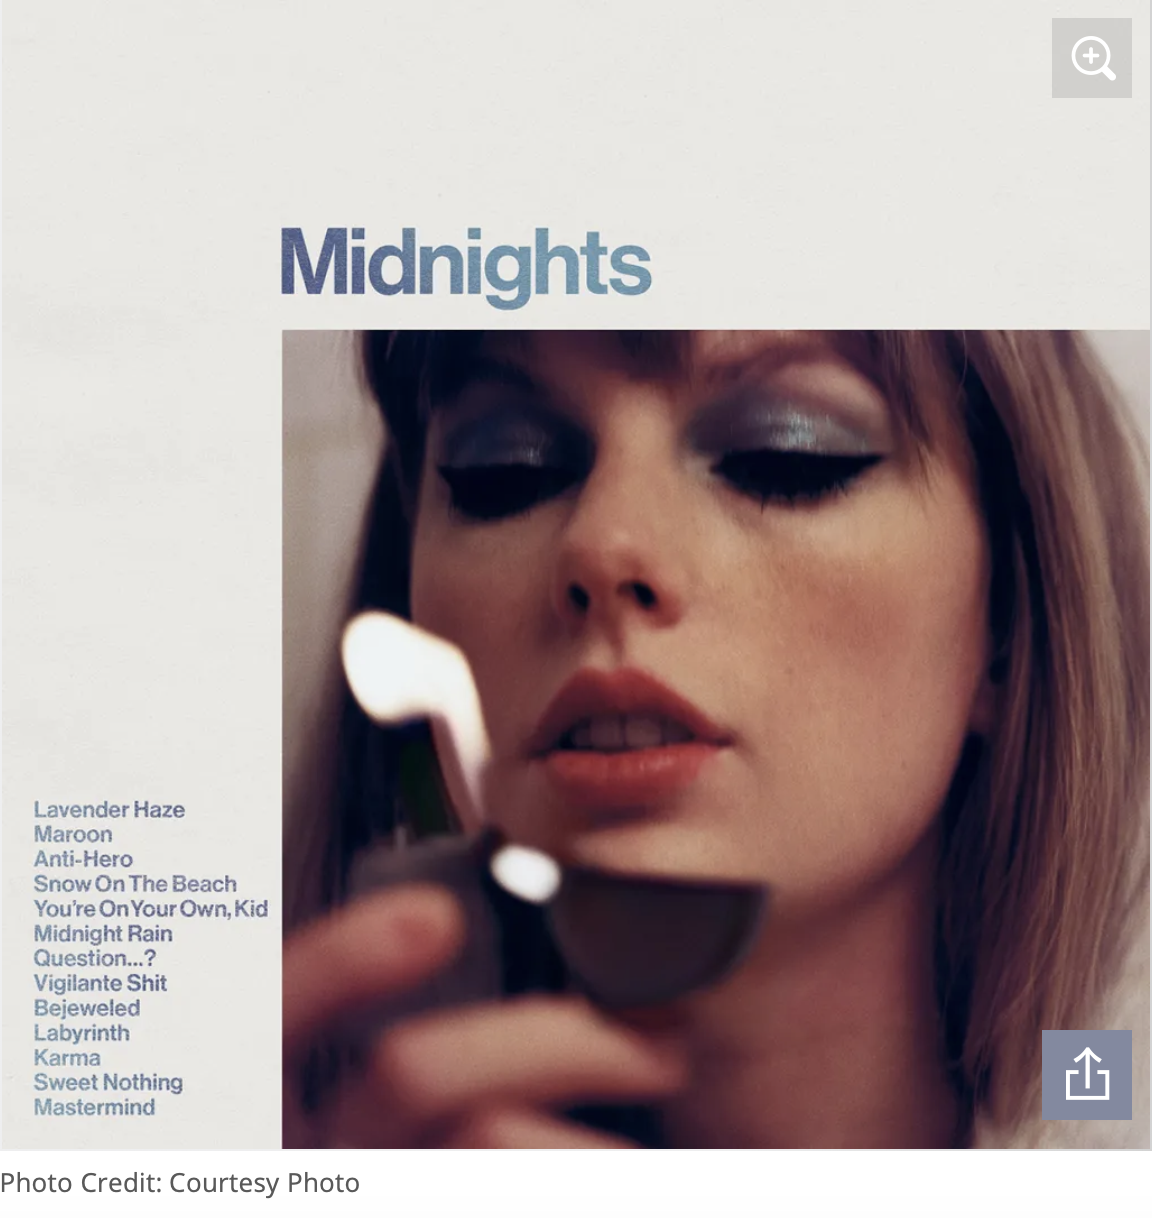 Midnights
Lavender Haze
Maroon
Anti-Hero
Snow On The Beach
You're On Your Own, Kid
Midnight Rain
Question...?
Vigilante Shit
Bejeweled
Labyrinth
Karma
Sweet Nothing
Mastermind
Photo Credit: Courtesy Photo